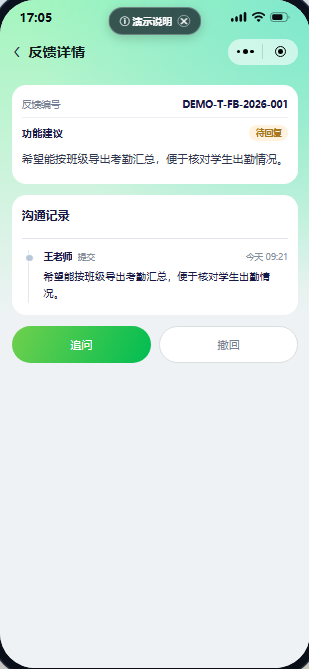 17:05
演示说明
反馈详情
反馈编号 DEMO-T-FB-2026-001
功能建议 待回复
希望能按班级导出考勤汇总，便于核对学生出勤情况。
沟通记录
王老师 提交 今天 09:21
希望能按班级导出考勤汇总，便于核对学生出勤情
况。
追问 撤回